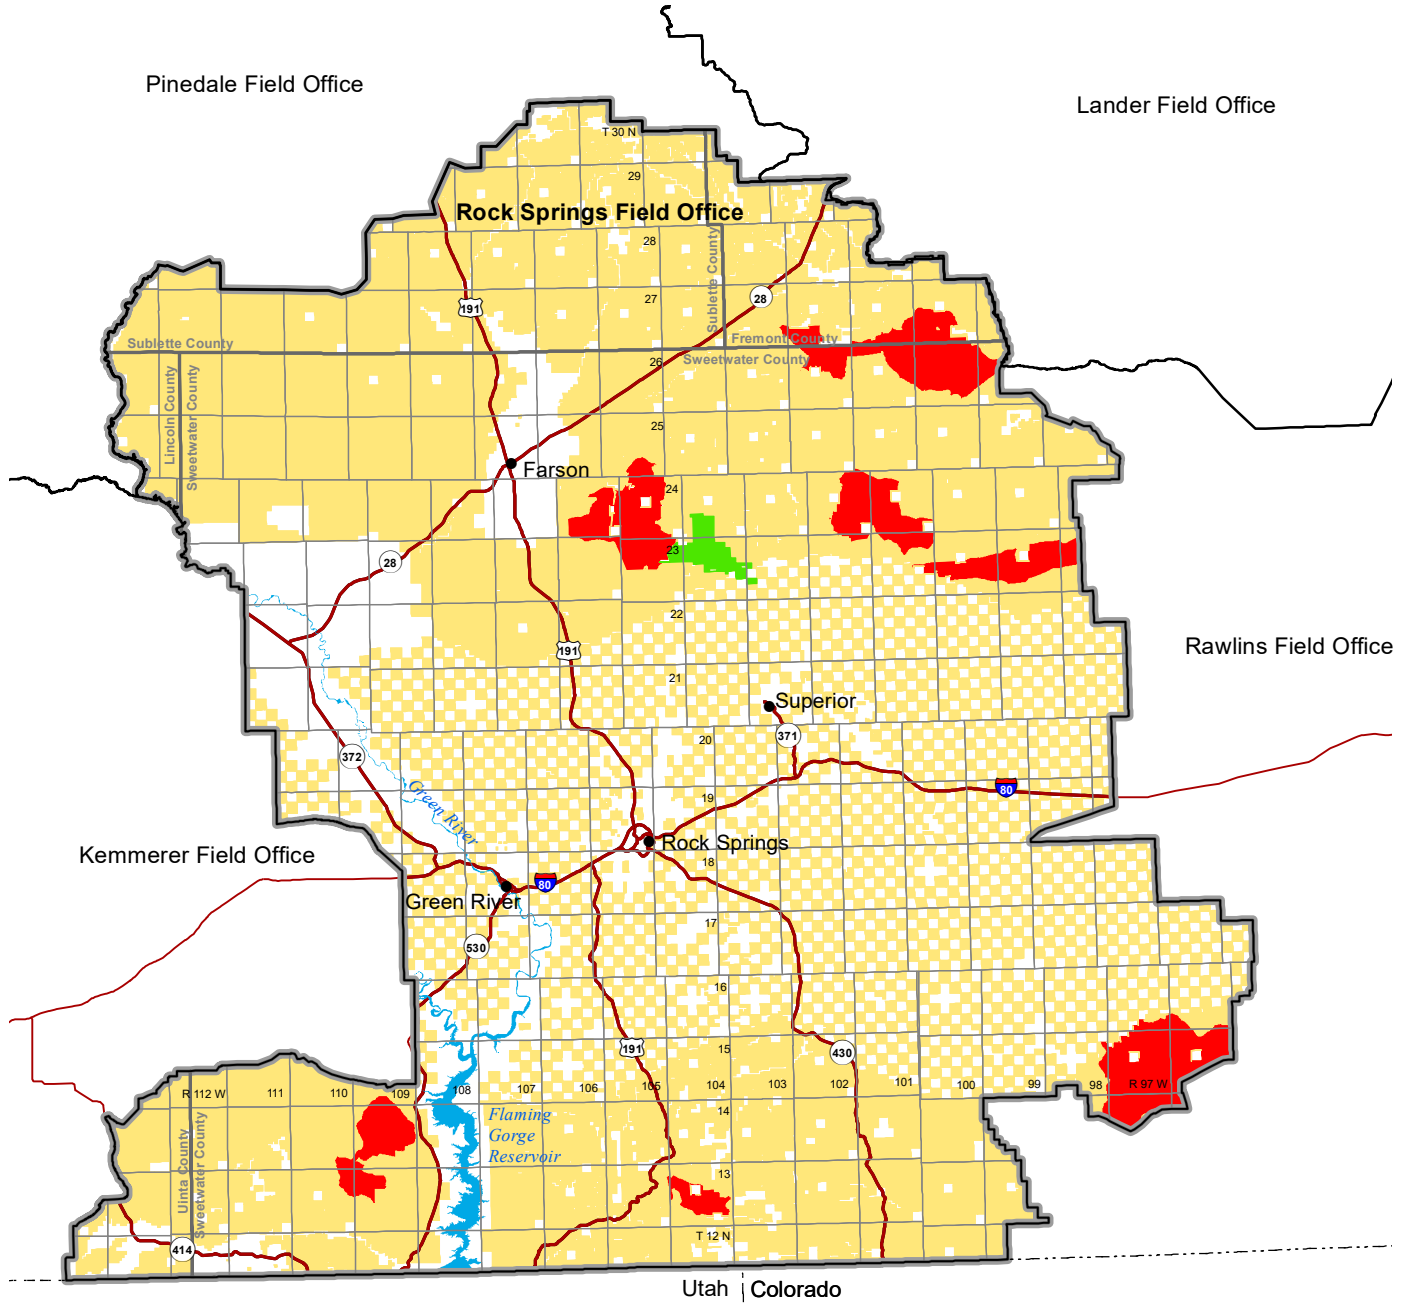 Pinedale Field Office
Lander Field Office
T 30 N
29
Rock Springs Field Office
28
Sublette County
27
191
28
Sublette County
Fremont County
Sweetwater County
26
Lincoln County
Sweetwater County
25
Farson
24
23
28
22
191
Rawlins Field Office
21
Superior
20
371
372
Green River
19
80
Rock Springs
Kemmerer Field Office
18
80
Green River
17
530
16
191
15
430
R 112 W
111
110
109
108
107
106
105
104
103
102
101
100
99
98
R 97 W
14
Flaming
Gorge
Reservoir
Uinta County
Sweetwater County
13
T 12 N
414
Utah
Colorado